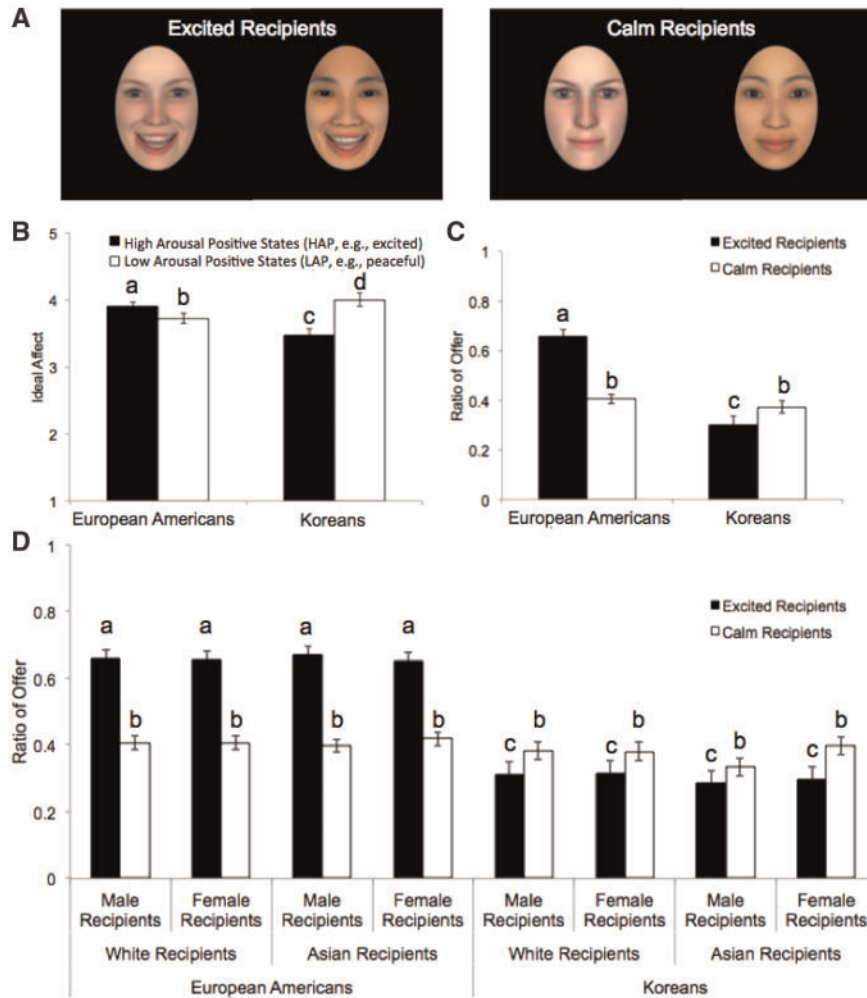 A
Excited Recipients
Calm Recipients
B
High Arousal Positive States (HAP, e.g., excited)
Low Arousal Positive States (LAP, e.g., peaceful)
5
4
3
2
1
Ideal Affect
a
b
c
d
European Americans
Koreans
C
Excited Recipients
Calm Recipients
1
0.8
0.6
0.4
0.2
0
Ratio of Offer
a
b
c
b
European Americans
Koreans
D
Excited Recipients
Calm Recipients
1
0.8
0.6
0.4
0.2
0
Ratio of Offer
a
b
a
b
a
b
a
b
c
b
c
b
c
b
c
b
Male Recipients
Female Recipients
Male Recipients
Female Recipients
Male Recipients
Female Recipients
Male Recipients
Female Recipients
White Recipients
Asian Recipients
White Recipients
Asian Recipients
European Americans
Koreans